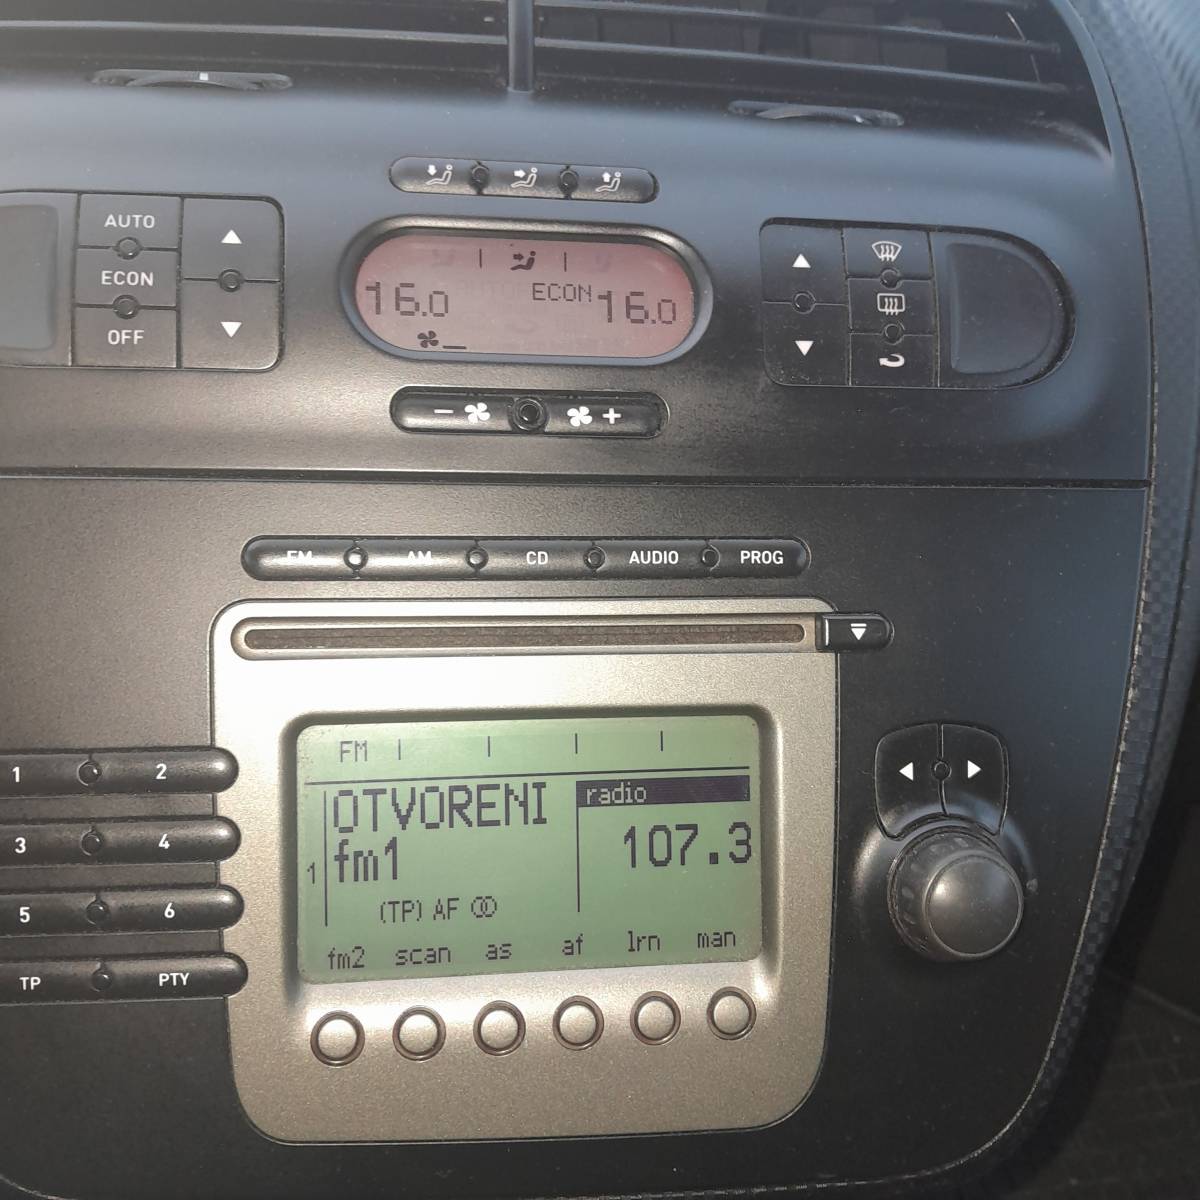 AUTO
ECON
OFF
16.0 ECON 16.0
- +
FM AM CD AUDIO PROG
FM
OTVORENI radio
fm1 107.3
1
(TP) AF
fm2 scan as af lrn man
1 2
3 4
5 6
TP PTY